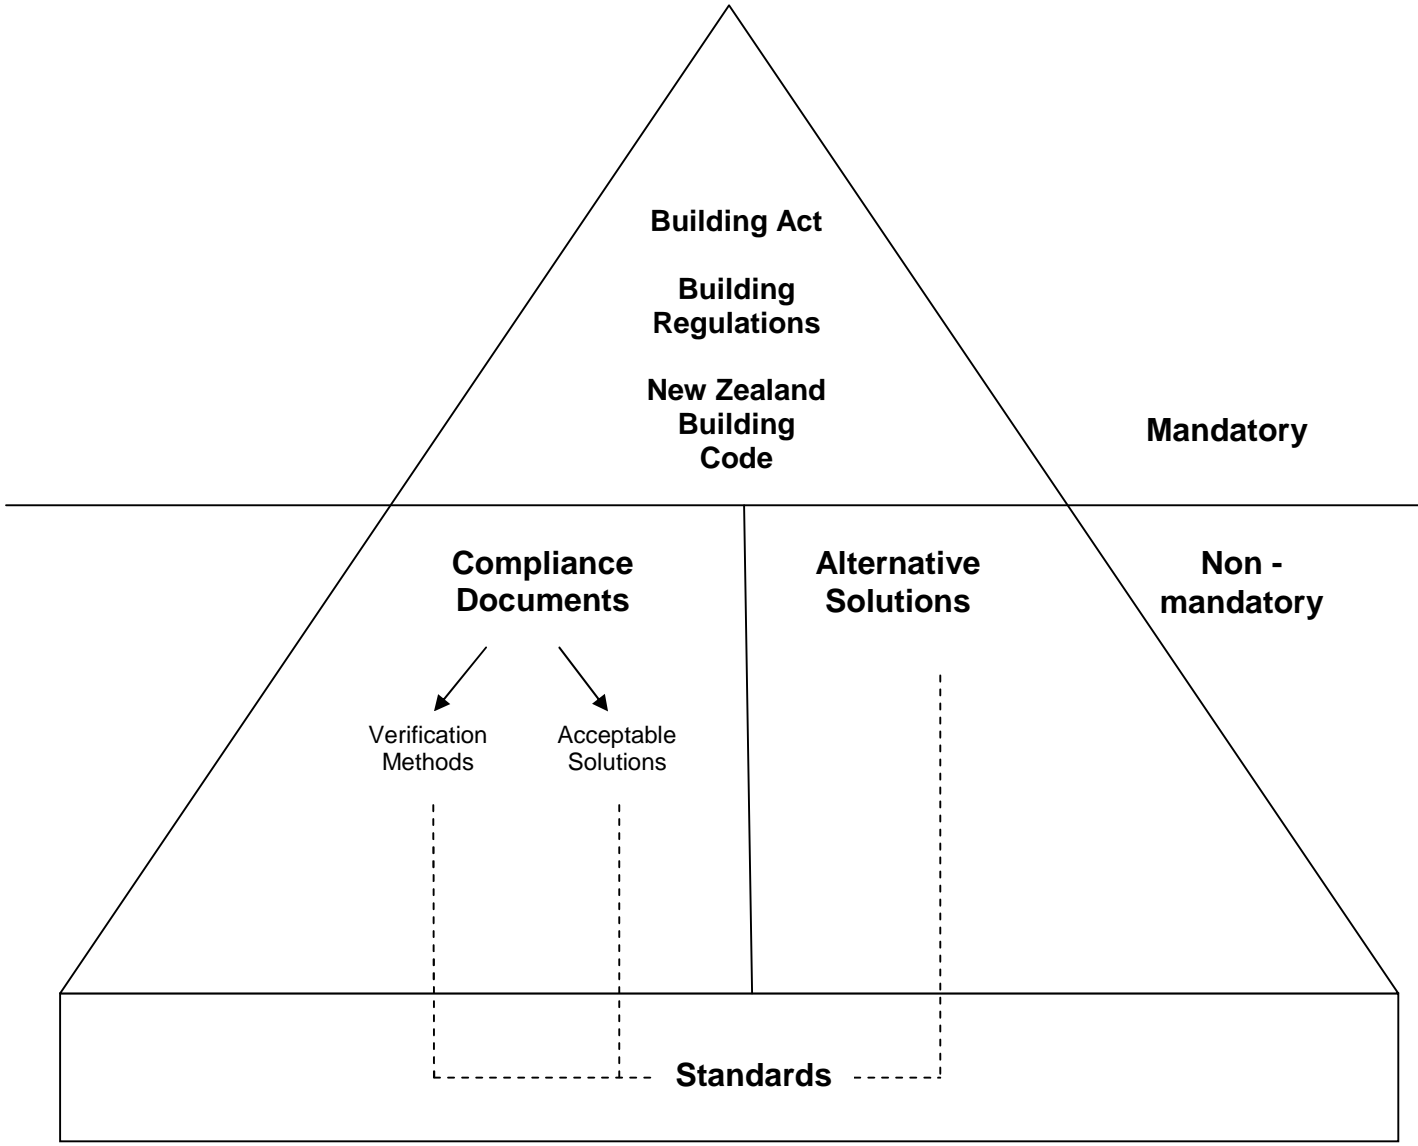 Building Act
Building
Regulations
New Zealand
Building
Code
Mandatory
Compliance
Documents
Alternative
Solutions
Non -
mandatory
Verification
Methods
Acceptable
Solutions
Standards